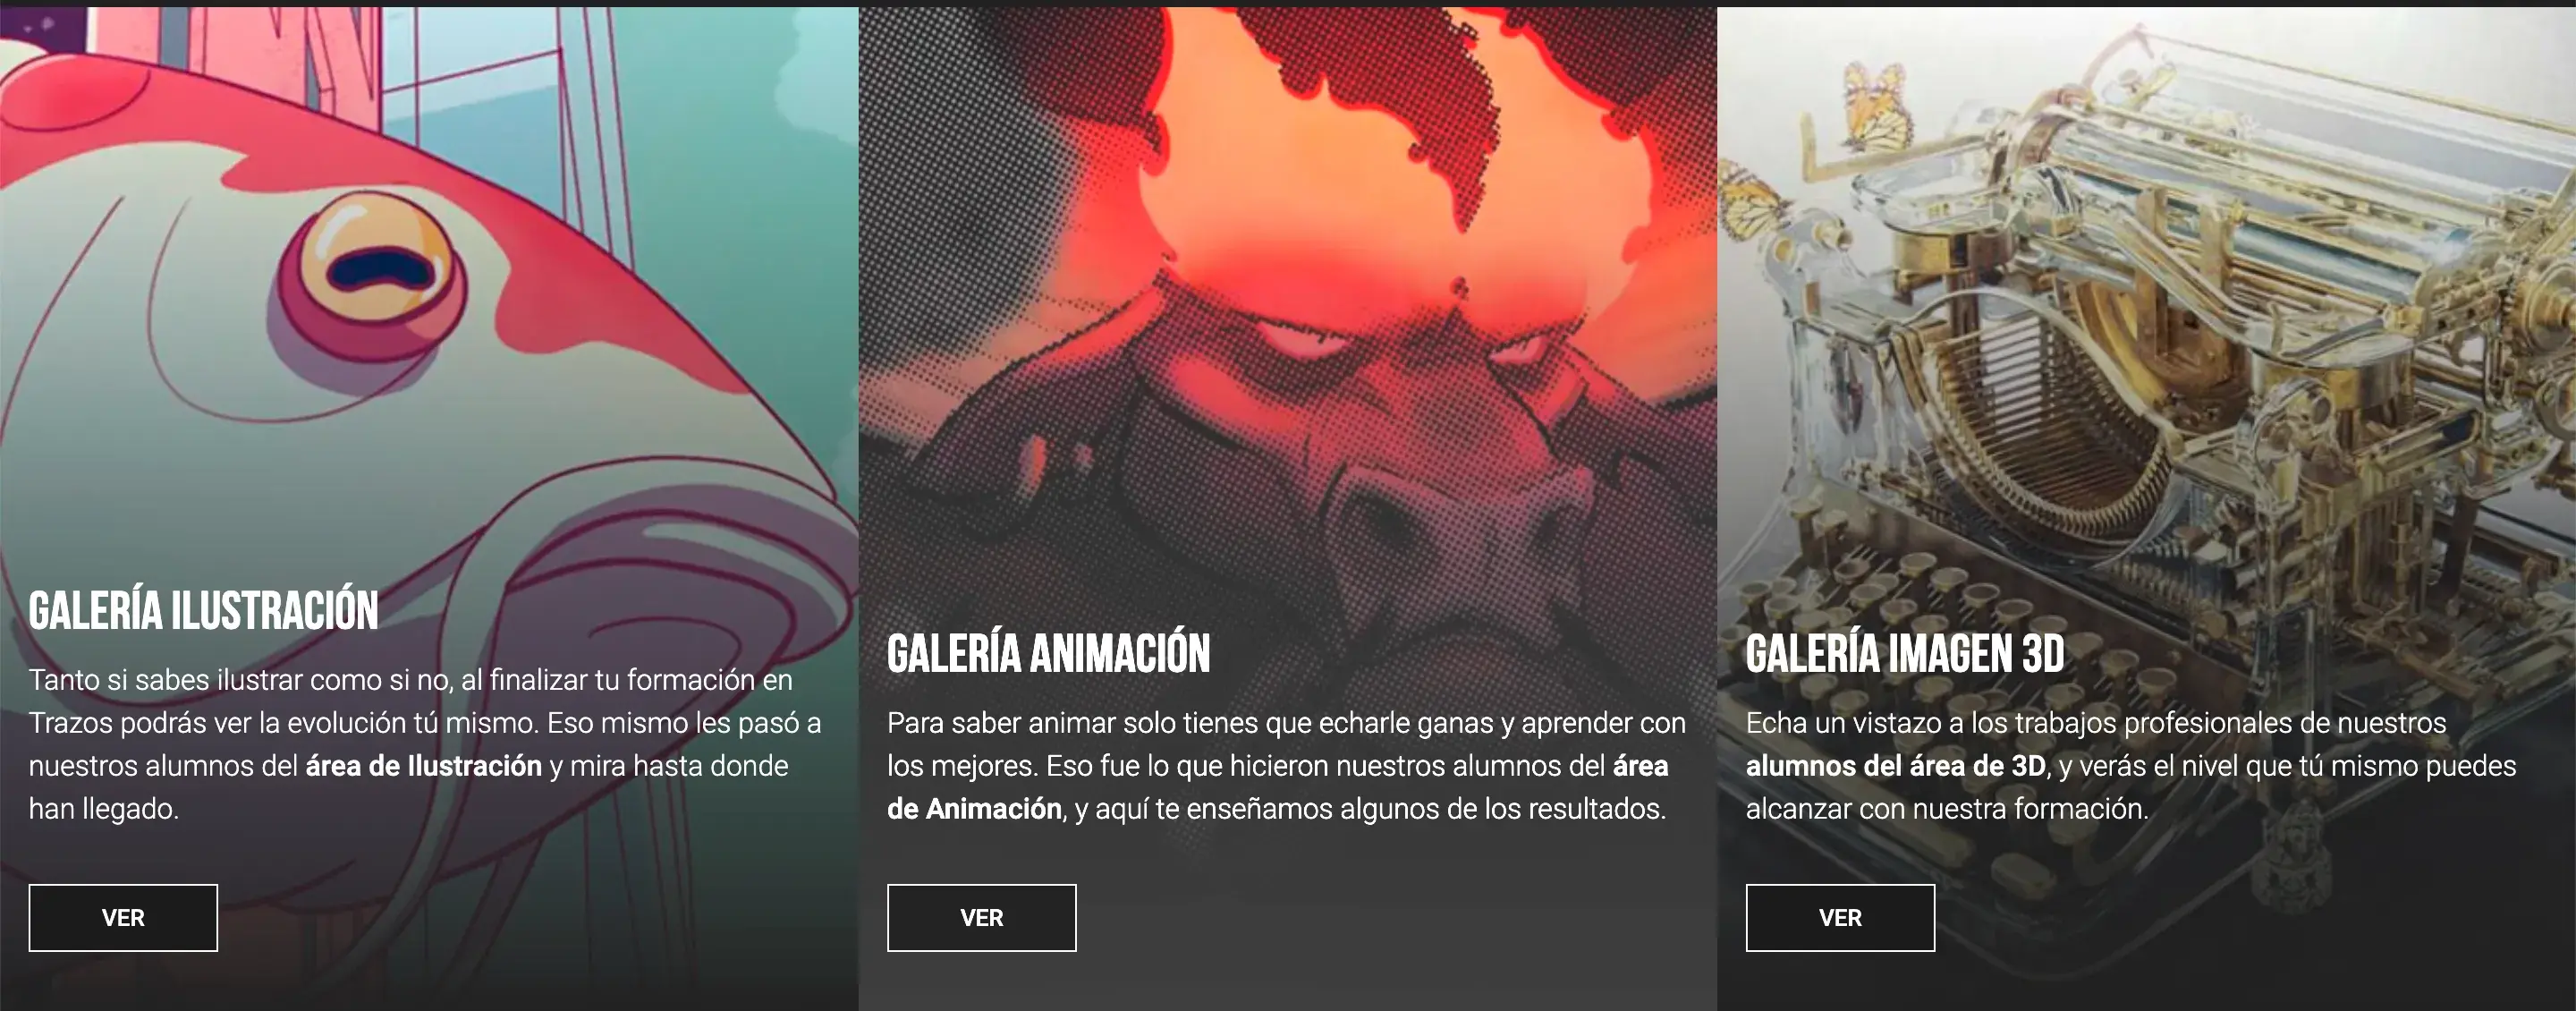 GALERÍA ILUSTRACIÓN
Tanto si sabes ilustrar como si no, al finalizar tu formación en
Trazos podrás ver la evolución tú mismo. Eso mismo les pasó a
nuestros alumnos del área de Ilustración y mira hasta donde
han llegado.
VER
GALERÍA ANIMACIÓN
Para saber animar solo tienes que echarle ganas y aprender con
los mejores. Eso fue lo que hicieron nuestros alumnos del área
de Animación, y aquí te enseñamos algunos de los resultados.
VER
GALERÍA IMAGEN 3D
Echa un vistazo a los trabajos profesionales de nuestros
alumnos del área de 3D, y verás el nivel que tú mismo puedes
alcanzar con nuestra formación.
VER